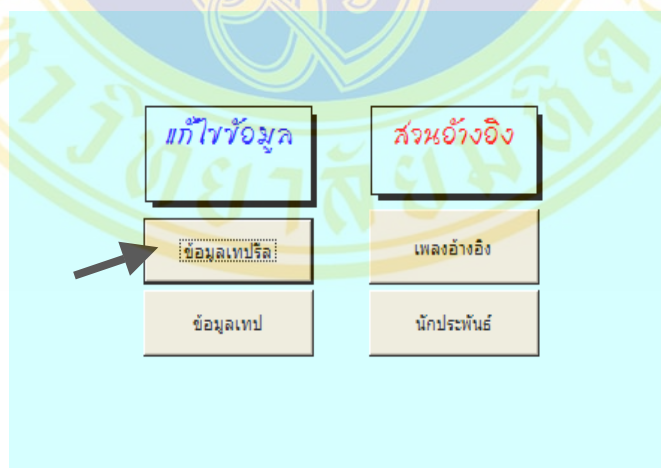 แก้ไขข้อมูล
ส่วนอ้างอิง
ข้อมูลเทปรีล
เพลงอ้างอิง
ข้อมูลเทป
นักประพันธ์